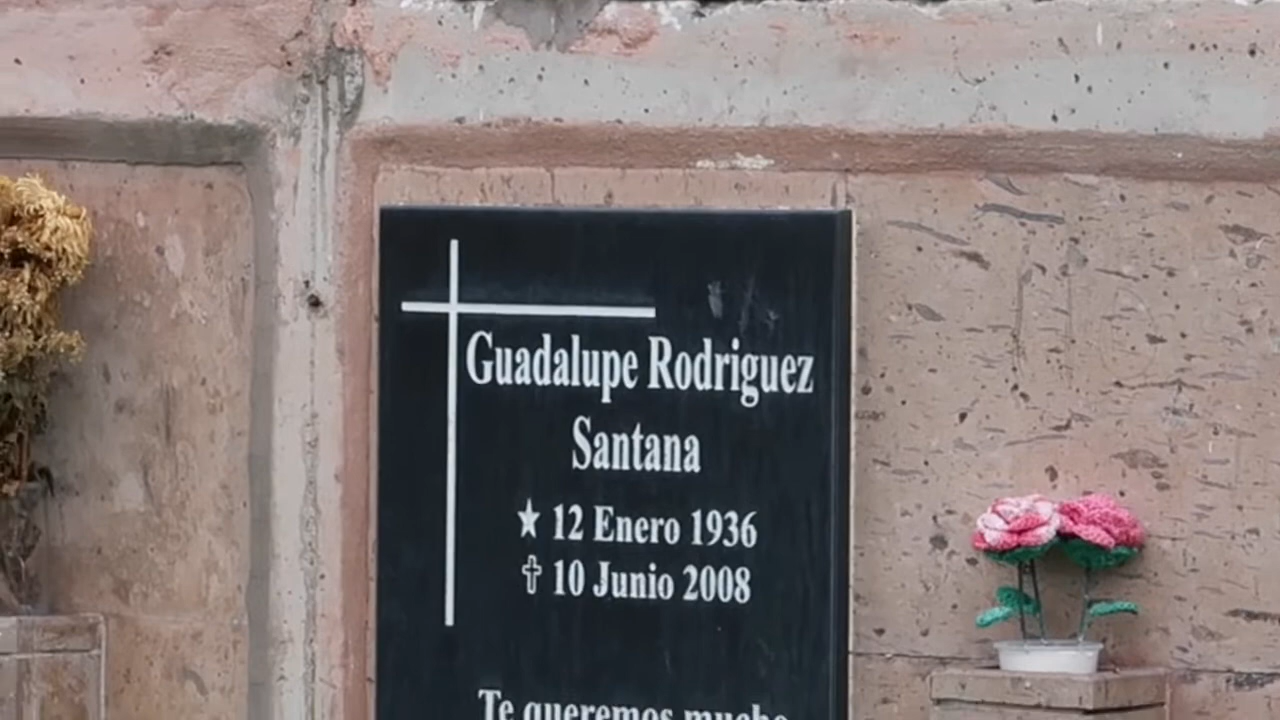 Guadalupe Rodriguez
Santana
★ 12 Enero 1936
✝ 10 Junio 2008
Te queremos mucho